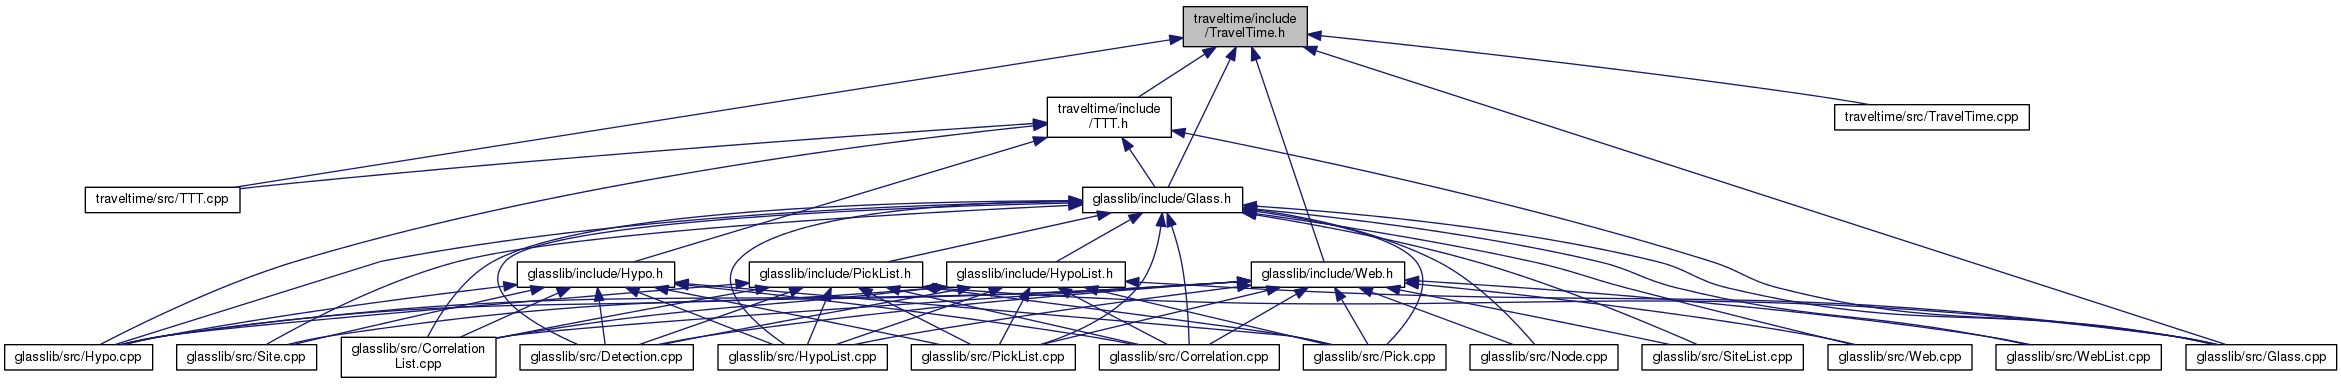 traveltime/include
/TravelTime.h
traveltime/include
/TTT.h
traveltime/src/TravelTime.cpp
traveltime/src/TTT.cpp
glasslib/include/Glass.h
glasslib/include/Hypo.h
glasslib/include/PickList.h
glasslib/include/HypoList.h
glasslib/include/Web.h
glasslib/src/Hypo.cpp
glasslib/src/Site.cpp
glasslib/src/Correlation
List.cpp
glasslib/src/Detection.cpp
glasslib/src/HypoList.cpp
glasslib/src/PickList.cpp
glasslib/src/Correlation.cpp
glasslib/src/Pick.cpp
glasslib/src/Node.cpp
glasslib/src/SiteList.cpp
glasslib/src/Web.cpp
glasslib/src/WebList.cpp
glasslib/src/Glass.cpp